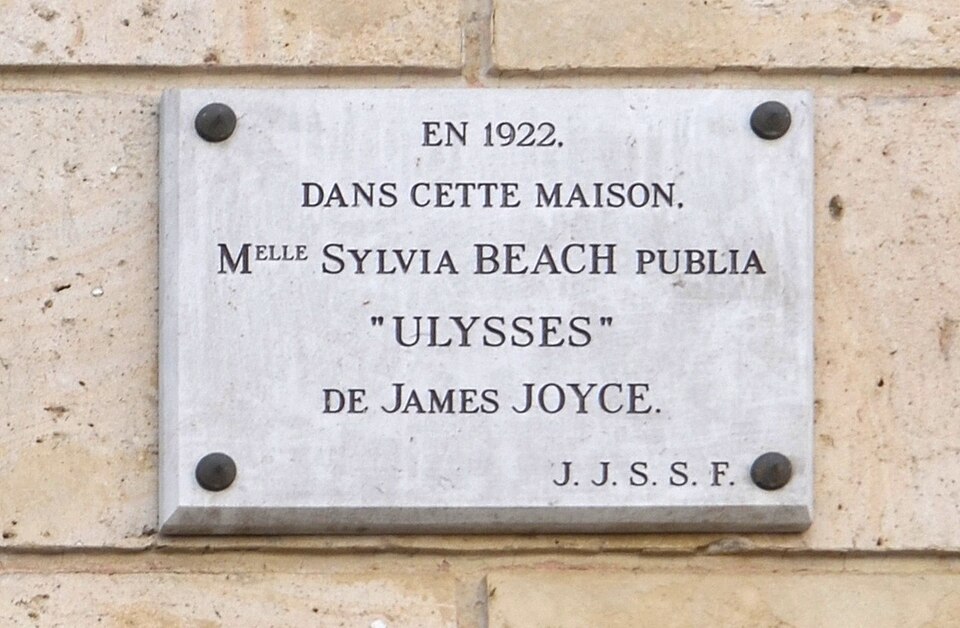 EN 1922,
DANS CETTE MAISON,
MELLE SYLVIA BEACH PUBLIA
"ULYSSES"
DE JAMES JOYCE.
J. J. S. S. F.